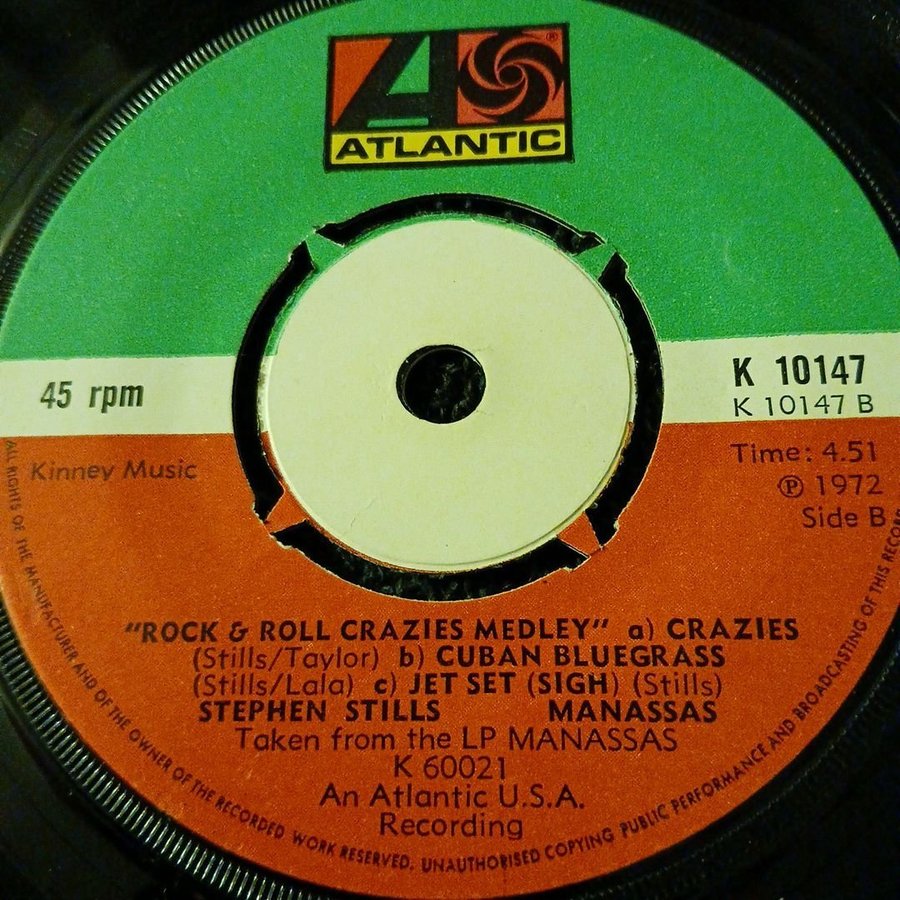 ATLANTIC
®
45 rpm
K 10147
K 10147 B
Kinney Music
Time: 4.51
℗ 1972
Side B
"ROCK & ROLL CRAZIES MEDLEY" a) CRAZIES
(Stills/Taylor) b) CUBAN BLUEGRASS
(Stills/Lala) c) JET SET (SIGH) (Stills)
STEPHEN STILLS MANASSAS
Taken from the LP MANASSAS
K 60021
An Atlantic U.S.A.
Recording
ALL RIGHTS OF THE MANUFACTURER AND OF THE OWNER OF THE RECORDED WORK RESERVED. UNAUTHORISED COPYING PUBLIC PERFORMANCE AND BROADCASTING OF THIS RECORD